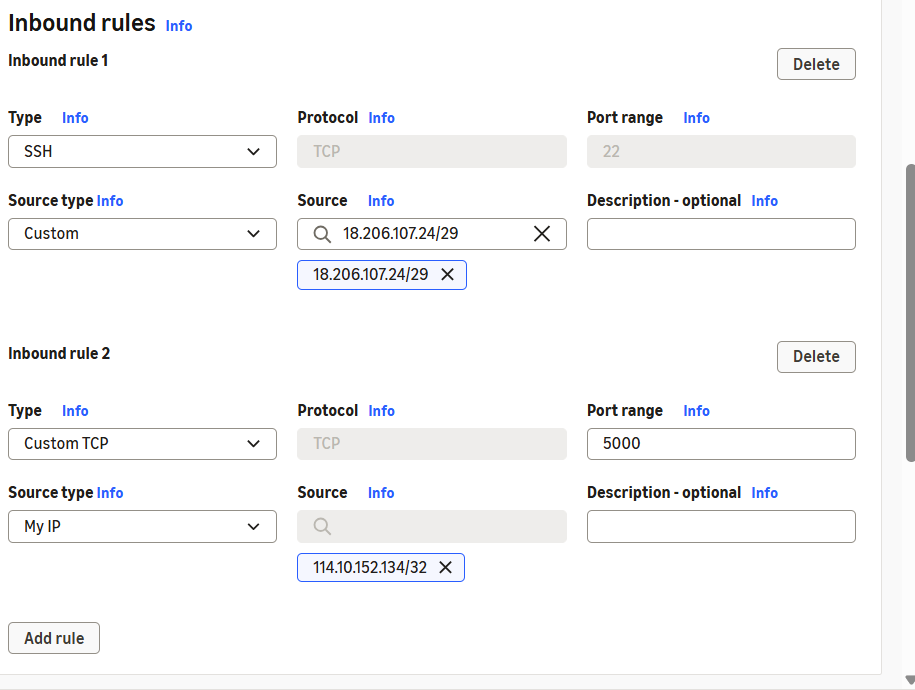 Inbound rules Info
Inbound rule 1 Delete
Type Info Protocol Info Port range Info
SSH TCP 22
Source type Info Source Info Description - optional Info
Custom 18.206.107.24/29
18.206.107.24/29
Inbound rule 2 Delete
Type Info Protocol Info Port range Info
Custom TCP TCP 5000
Source type Info Source Info Description - optional Info
My IP
114.10.152.134/32
Add rule